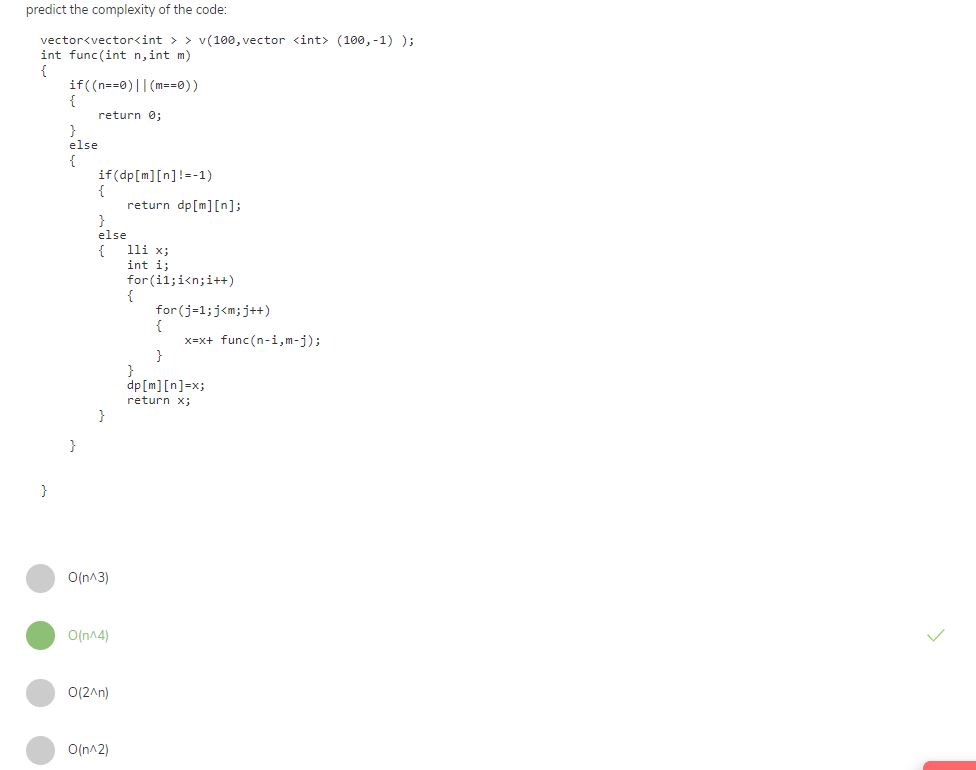 predict the complexity of the code:
vector<vector<int > > v(100,vector <int> (100,-1) );
int func(int n,int m)
{
if((n==0)||(m==0))
{
return 0;
}
else
{
if(dp[m][n]!=-1)
{
return dp[m][n];
}
else
{ lli x;
int i;
for(i1;i<n;i++)
{
for(j=1;j<m;j++)
{
x=x+ func(n-i,m-j);
}
}
dp[m][n]=x;
return x;
}
}
}
O(n^3)
O(n^4)
O(2^n)
O(n^2)